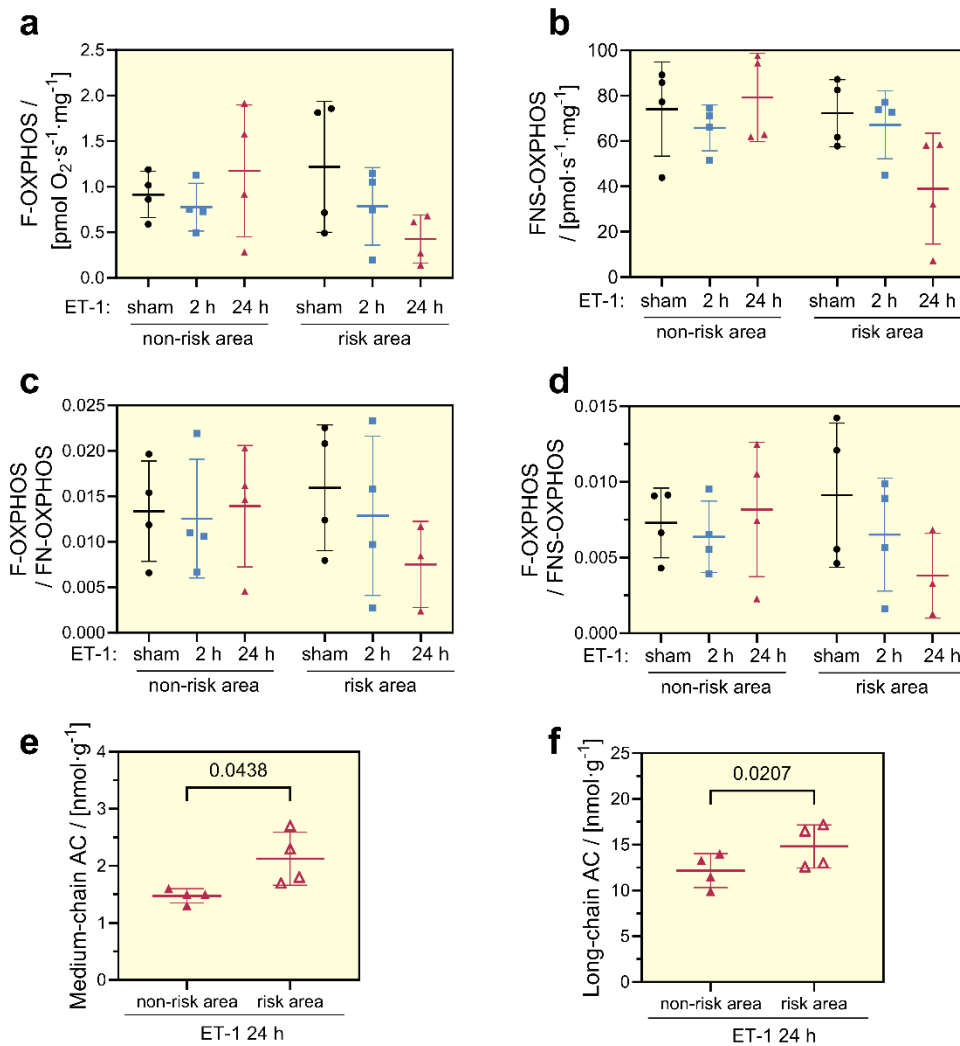 a
F-OXPHOS /
[pmol O₂·s⁻¹·mg⁻¹]
2.5
2.0
1.5
1.0
0.5
0.0
ET-1: sham 2 h 24 h sham 2 h 24 h
non-risk area risk area
b
FNS-OXPHOS
/ [pmol·s⁻¹·mg⁻¹]
100
80
60
40
20
0
ET-1: sham 2 h 24 h sham 2 h 24 h
non-risk area risk area
c
F-OXPHOS
/ FN-OXPHOS
0.025
0.020
0.015
0.010
0.005
0.000
ET-1: sham 2 h 24 h sham 2 h 24 h
non-risk area risk area
d
F-OXPHOS
/ FNS-OXPHOS
0.015
0.010
0.005
0.000
ET-1: sham 2 h 24 h sham 2 h 24 h
non-risk area risk area
e
Medium-chain AC / [nmol·g⁻¹]
4
3
2
1
0
0.0438
non-risk area risk area
ET-1 24 h
f
Long-chain AC / [nmol·g⁻¹]
25
20
15
10
5
0
0.0207
non-risk area risk area
ET-1 24 h